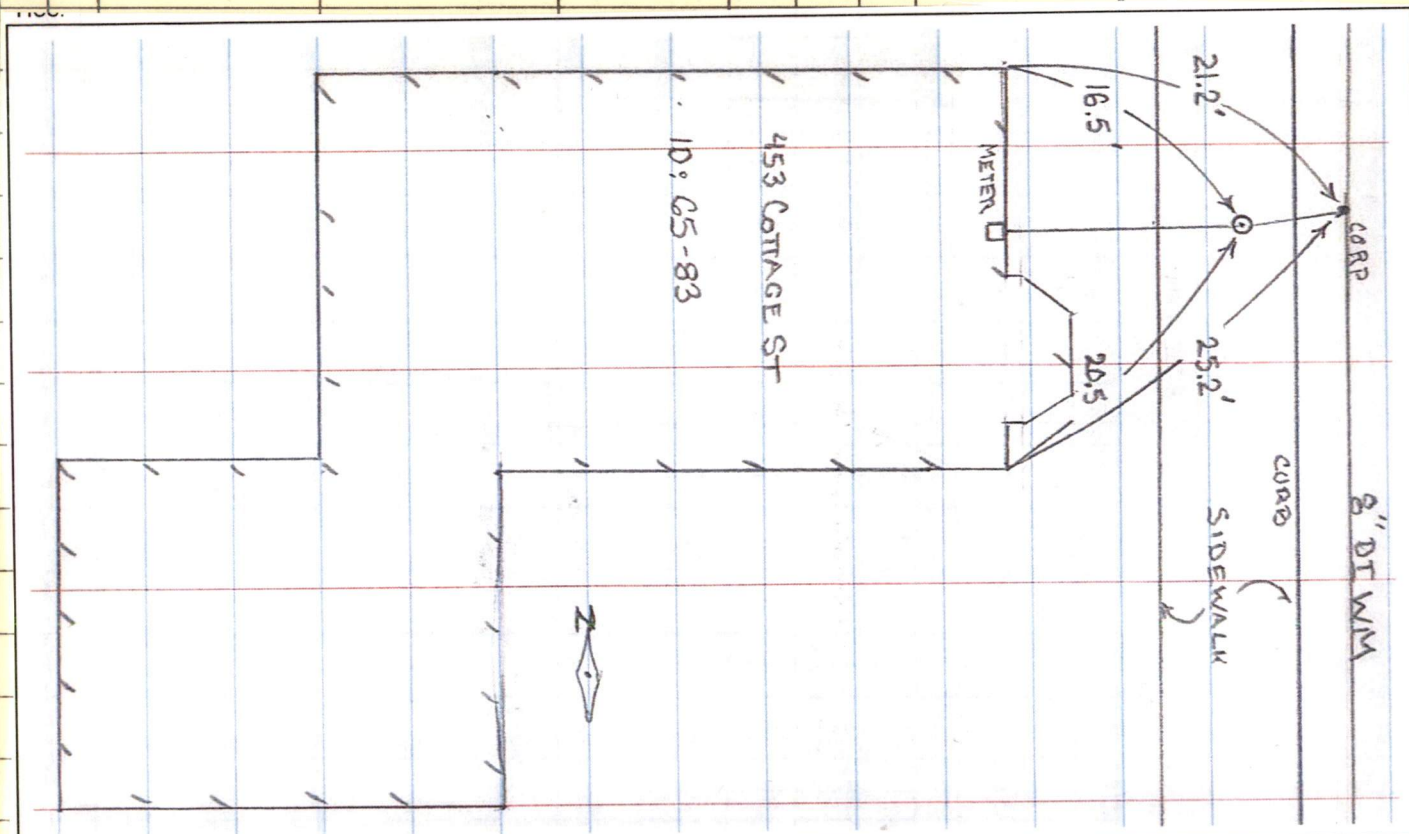 21.2'
16.5'
METER
CORP
453 COTTAGE ST
ID: 65-83
20.5
25.2'
CURB
SIDEWALK
8" DI WM
N